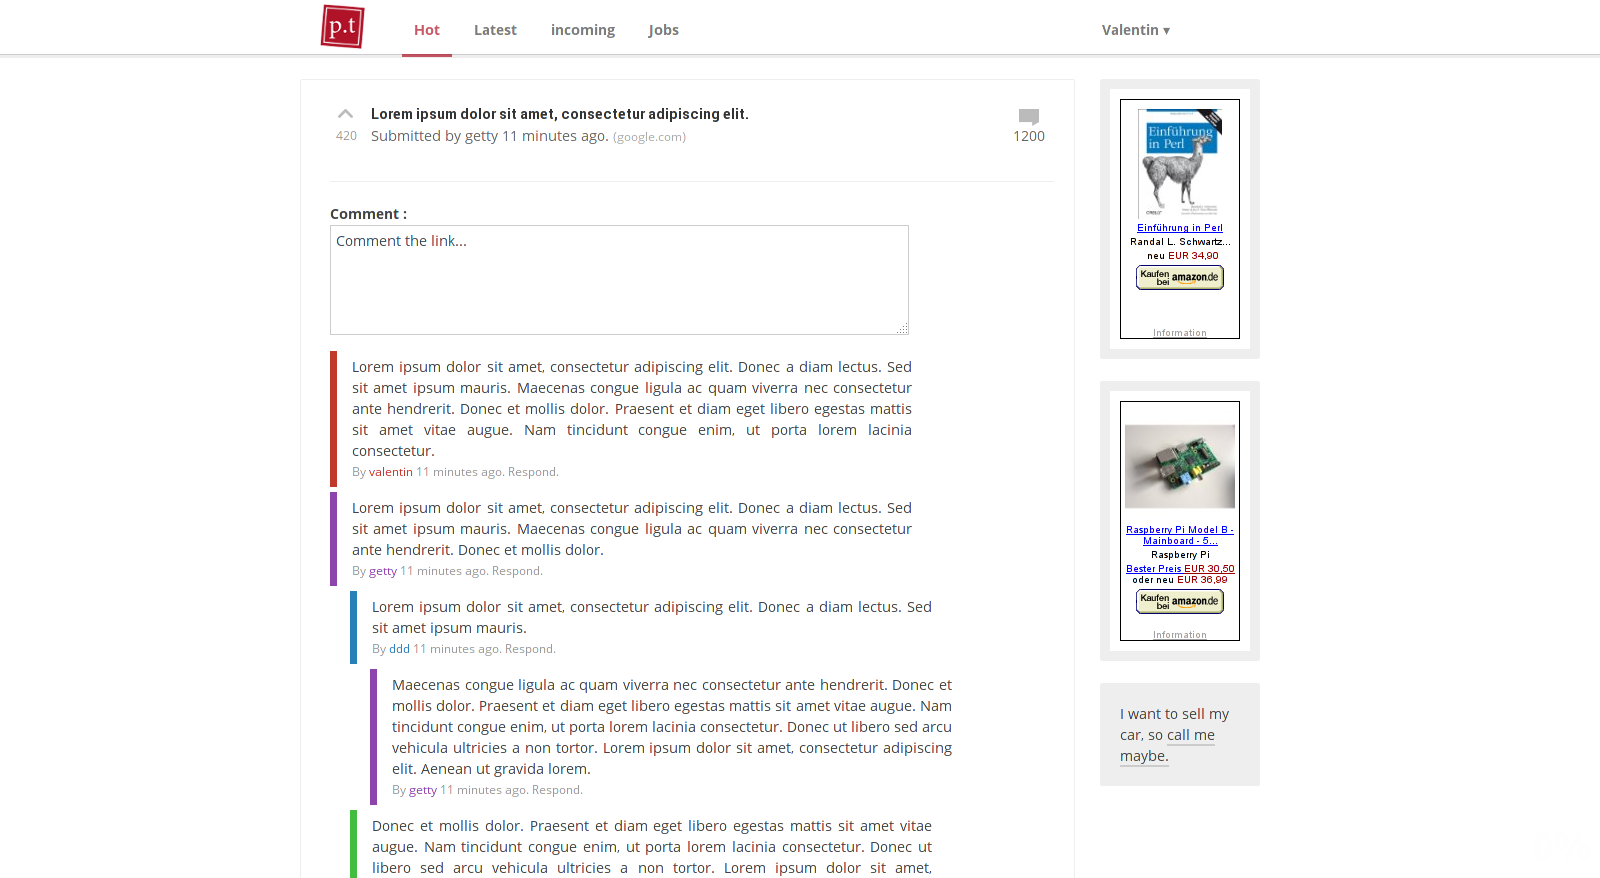 p.t
Hot Latest incoming Jobs
Valentin ▾
Lorem ipsum dolor sit amet, consectetur adipiscing elit.
420 Submitted by getty 11 minutes ago. (google.com)
1200
Comment :
Comment the link...
Lorem ipsum dolor sit amet, consectetur adipiscing elit. Donec a diam lectus. Sed
sit amet ipsum mauris. Maecenas congue ligula ac quam viverra nec consectetur
ante hendrerit. Donec et mollis dolor. Praesent et diam eget libero egestas mattis
sit amet vitae augue. Nam tincidunt congue enim, ut porta lorem lacinia
consectetur.
By valentin 11 minutes ago. Respond.
Lorem ipsum dolor sit amet, consectetur adipiscing elit. Donec a diam lectus. Sed
sit amet ipsum mauris. Maecenas congue ligula ac quam viverra nec consectetur
ante hendrerit. Donec et mollis dolor.
By getty 11 minutes ago. Respond.
Lorem ipsum dolor sit amet, consectetur adipiscing elit. Donec a diam lectus. Sed
sit amet ipsum mauris.
By ddd 11 minutes ago. Respond.
Maecenas congue ligula ac quam viverra nec consectetur ante hendrerit. Donec et
mollis dolor. Praesent et diam eget libero egestas mattis sit amet vitae augue. Nam
tincidunt congue enim, ut porta lorem lacinia consectetur. Donec ut libero sed arcu
vehicula ultricies a non tortor. Lorem ipsum dolor sit amet, consectetur adipiscing
elit. Aenean ut gravida lorem.
By getty 11 minutes ago. Respond.
Donec et mollis dolor. Praesent et diam eget libero egestas mattis sit amet vitae
augue. Nam tincidunt congue enim, ut porta lorem lacinia consectetur. Donec ut
libero sed arcu vehicula ultricies a non tortor. Lorem ipsum dolor sit amet,
Einführung
in Perl
O'REILLY
Einführung in Perl
Randal L. Schwartz...
neu EUR 34,90
Kaufen
bei amazon.de
Information
Raspberry Pi Model B -
Mainboard - 5...
Raspberry Pi
Bester Preis EUR 30,50
oder neu EUR 36,99
Kaufen
bei amazon.de
Information
I want to sell my
car, so call me
maybe.